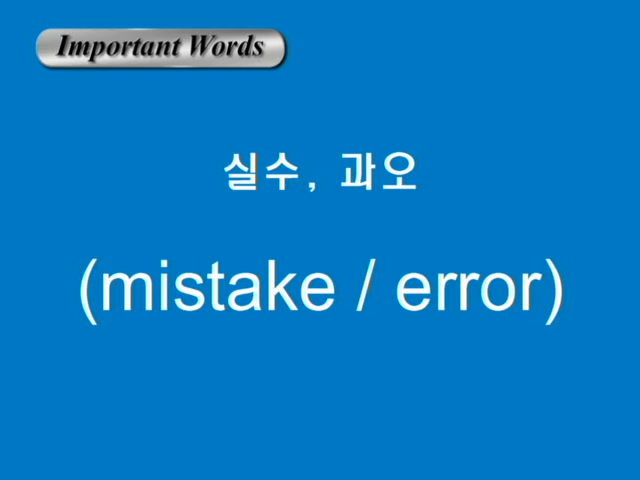 Important Words
실수, 과오
(mistake / error)